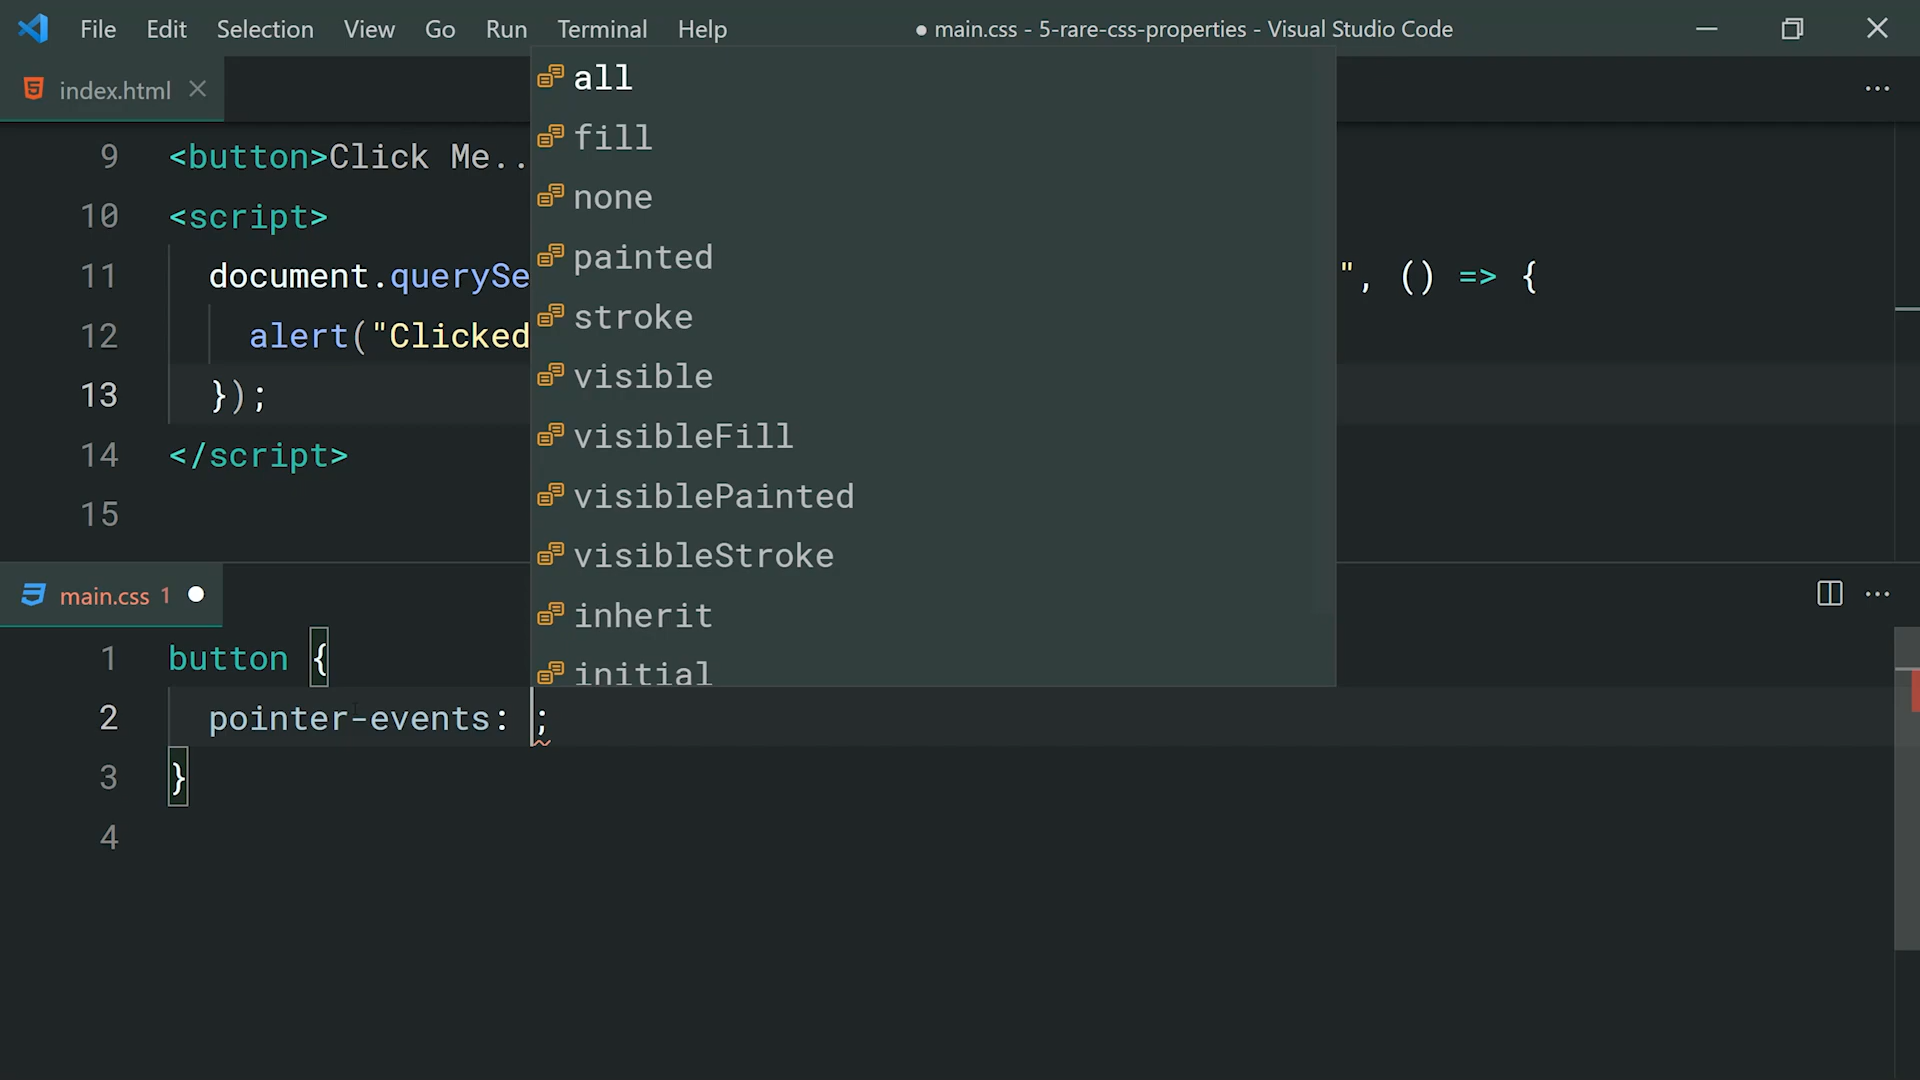 File Edit Selection View Go Run Terminal Help ● main.css - 5-rare-css-properties - Visual Studio Code
index.html
9 <button>Click Me..
10 <script>
11 document.querySe ", () => {
12 alert("Clicked
13 });
14 </script>
15
all
fill
none
painted
stroke
visible
visibleFill
visiblePainted
visibleStroke
inherit
initial
main.css 1
1 button {
2 pointer-events: ;
3 }
4